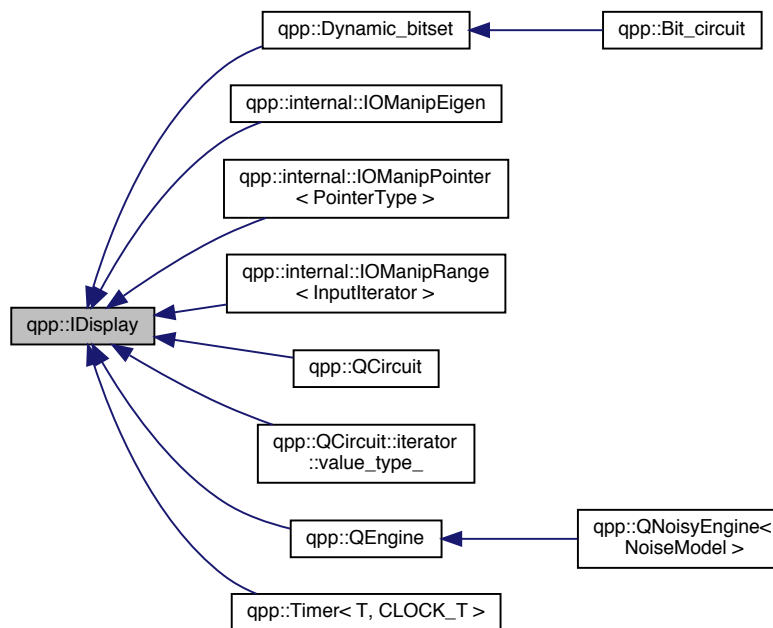 qpp::Dynamic_bitset
qpp::Bit_circuit
qpp::internal::IOManipEigen
qpp::internal::IOManipPointer
< PointerType >
qpp::internal::IOManipRange
< InputIterator >
qpp::IDisplay
qpp::QCircuit
qpp::QCircuit::iterator
::value_type_
qpp::QEngine
qpp::QNoisyEngine<
NoiseModel >
qpp::Timer< T, CLOCK_T >